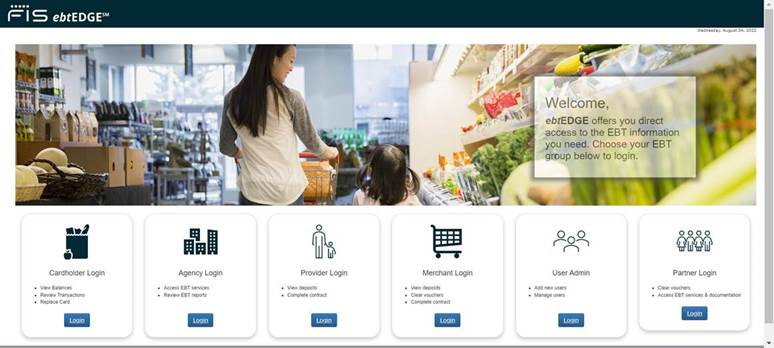 FIS ebtEDGE℠
Wednesday, August 24, 2022
Welcome,
ebtEDGE offers you direct
access to the EBT information
you need. Choose your EBT
group below to login.
Cardholder Login
• View Balances
• Review Transactions
• Replace Card
Login
Agency Login
• Access EBT services
• Review EBT reports
Login
Provider Login
• View deposits
• Complete contract
Login
Merchant Login
• View deposits
• Clear vouchers
• Complete contract
Login
User Admin
• Add new users
• Manage users
Login
Partner Login
• Clear vouchers
• Access EBT services & documentation
Login